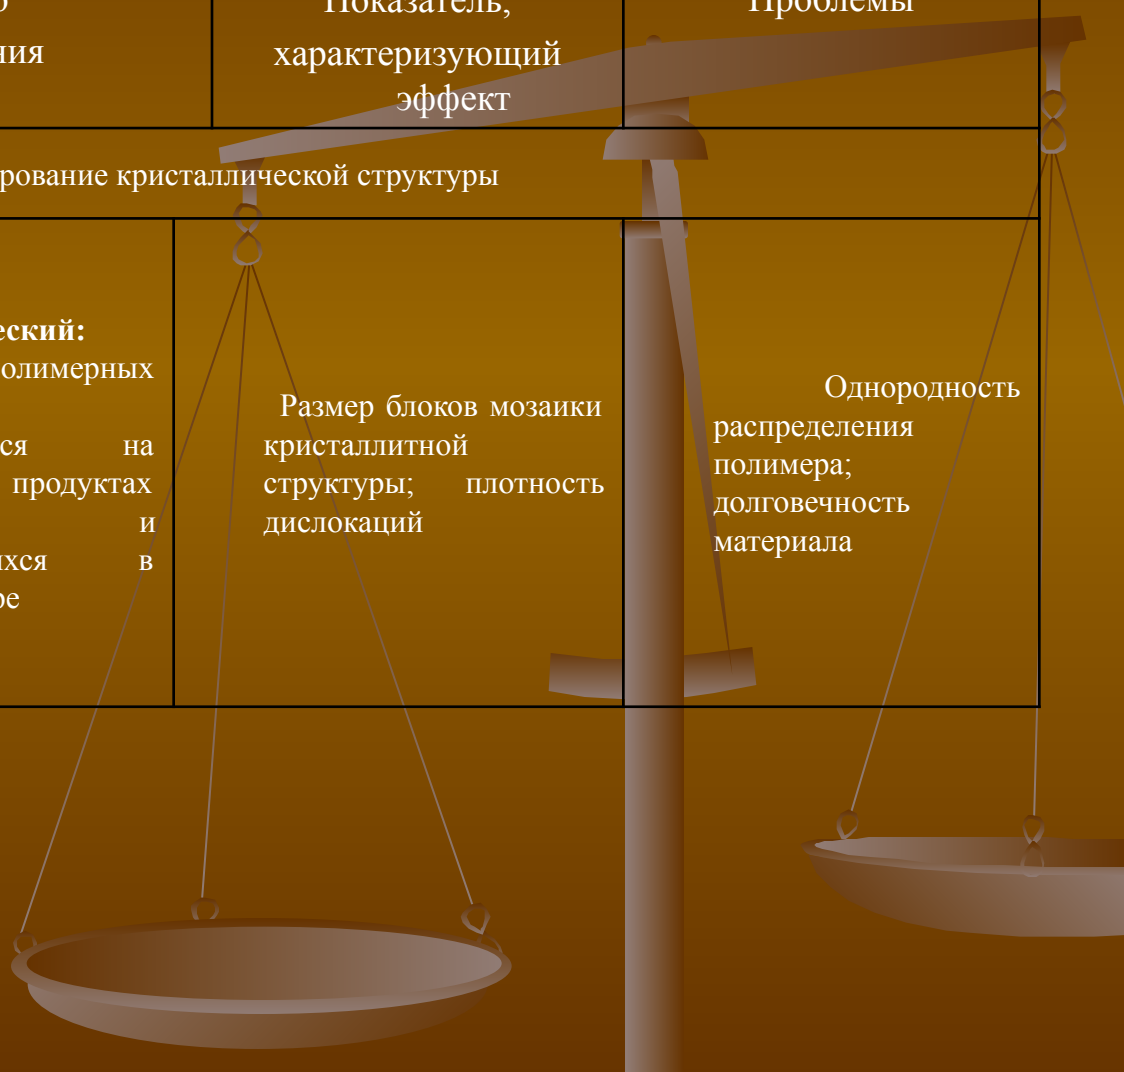 Показатель,
характеризующий
эффект
Проблемы
ния
рование кристаллической структуры
еский:
олимерных
ся на
продуктах
и
ихся в
ре
Размер блоков мозаики
кристаллитной
структуры; плотность
дислокаций
Однородность
распределения
полимера;
долговечность
материала